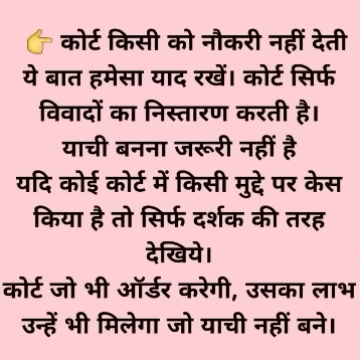 👉 कोर्ट किसी को नौकरी नहीं देती
ये बात हमेसा याद रखें। कोर्ट सिर्फ
विवादों का निस्तारण करती है।
याची बनना जरूरी नहीं है
यदि कोई कोर्ट में किसी मुद्दे पर केस
किया है तो सिर्फ दर्शक की तरह
देखिये।
कोर्ट जो भी ऑर्डर करेगी, उसका लाभ
उन्हें भी मिलेगा जो याची नहीं बने।